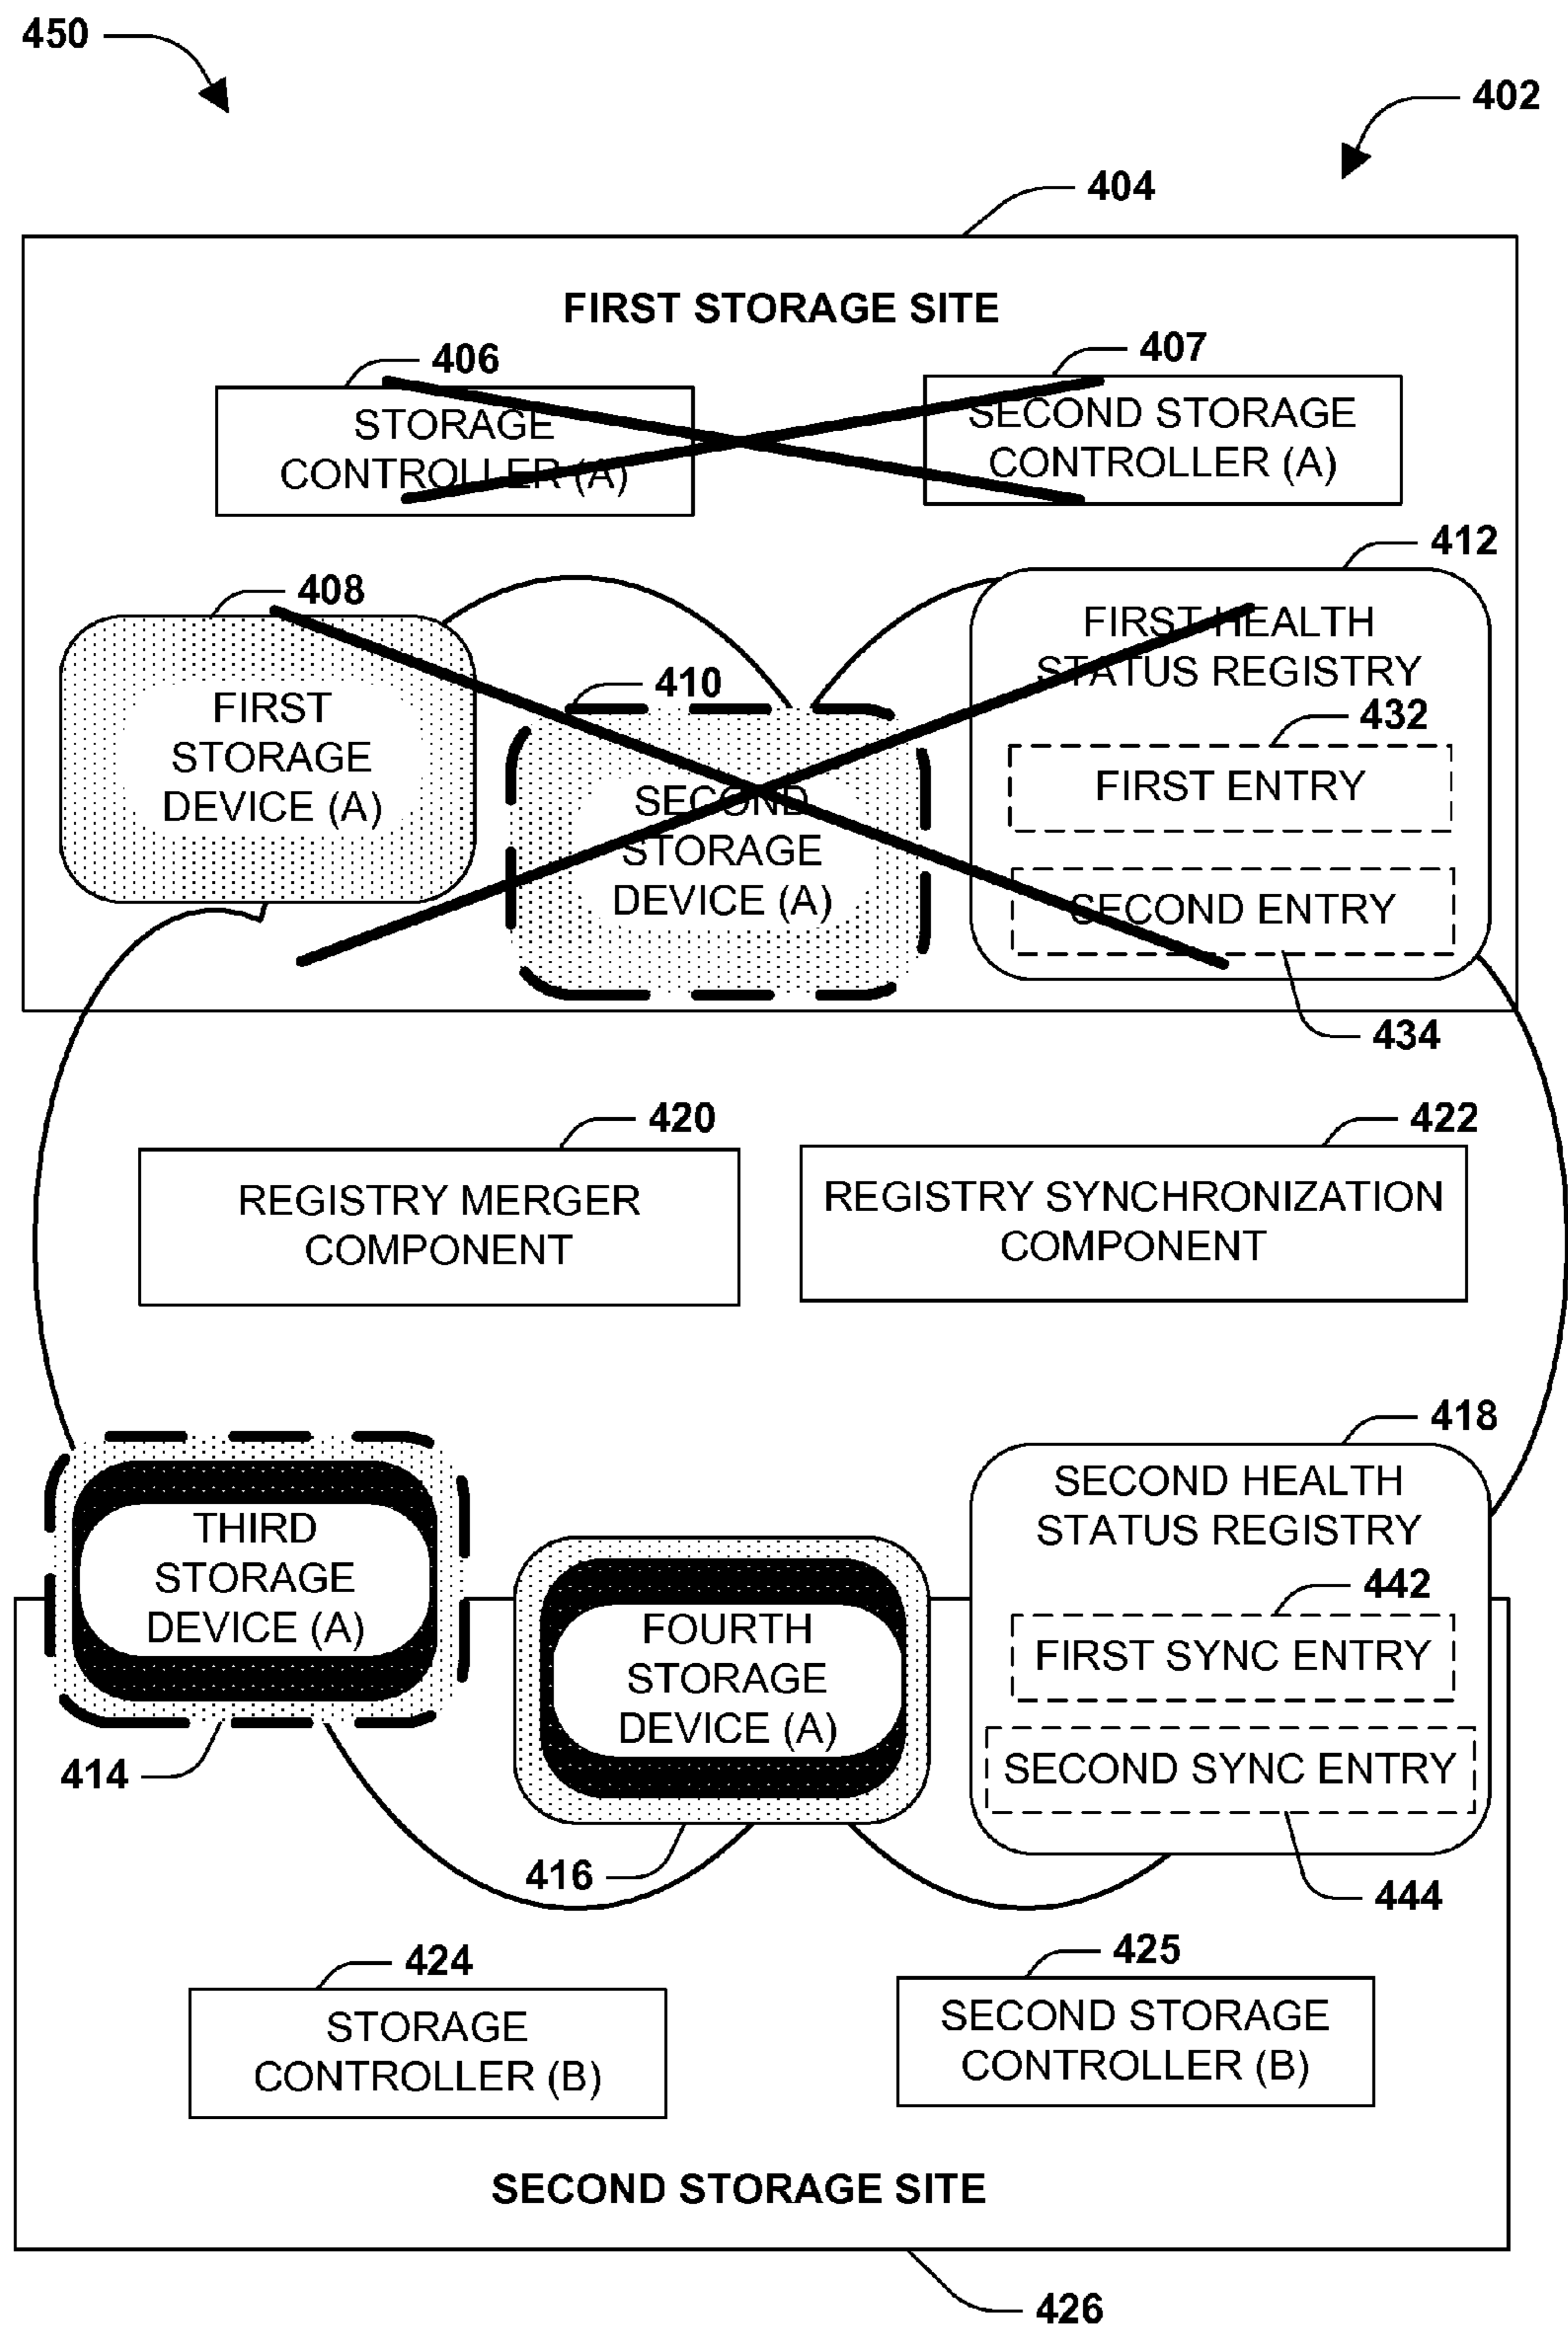 450
402
404
FIRST STORAGE SITE
406
407
STORAGE
CONTROLLER (A)
SECOND STORAGE
CONTROLLER (A)
412
408
FIRST HEALTH
STATUS REGISTRY
410
FIRST
STORAGE
DEVICE (A)
432
FIRST ENTRY
SECOND
STORAGE
DEVICE (A)
SECOND ENTRY
434
420
422
REGISTRY MERGER
COMPONENT
REGISTRY SYNCHRONIZATION
COMPONENT
418
SECOND HEALTH
STATUS REGISTRY
THIRD
STORAGE
DEVICE (A)
442
FOURTH
STORAGE
DEVICE (A)
FIRST SYNC ENTRY
SECOND SYNC ENTRY
414
416
444
424
425
STORAGE
CONTROLLER (B)
SECOND STORAGE
CONTROLLER (B)
SECOND STORAGE SITE
426